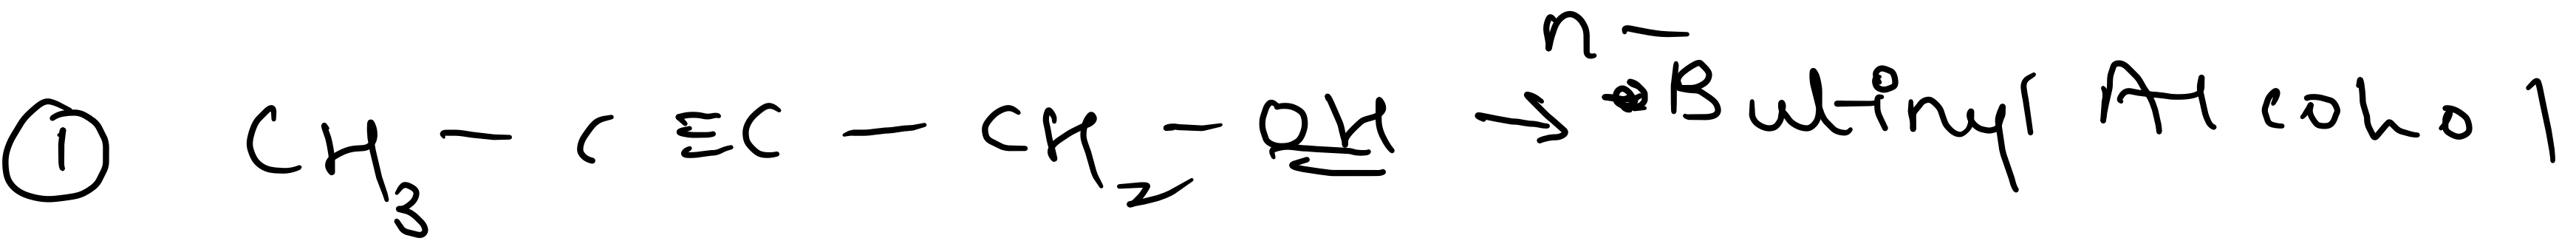 ① CH₃ – C ≡ C – CH₂ – OH → n – Butinyl Alcohol